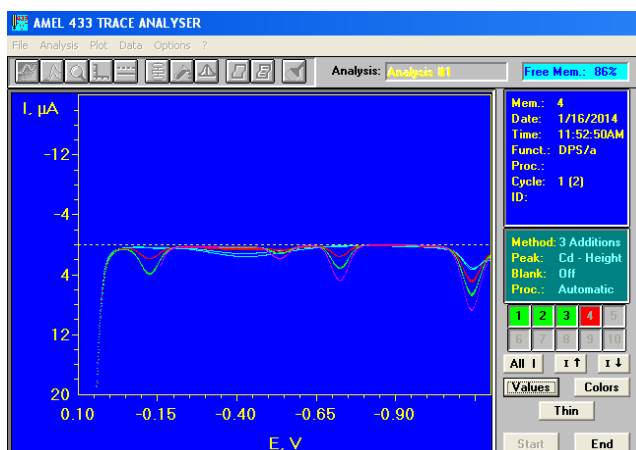 AMEL 433 TRACE ANALYSER
File Analysis Plot Data Options ?
Analysis: Analysis #1 Free Mem.: 86%
I, µA
-12
-4
4
12
20
0.10 -0.15 -0.40 -0.65 -0.90
E, V
Mem.: 4
Date: 1/16/2014
Time: 11:52:50AM
Funct.: DPS/a
Proc.:
Cycle: 1 (2)
ID:
Method: 3 Additions
Peak: Cd - Height
Blank: Off
Proc.: Automatic
1 2 3 4 5
6 7 8 9 10
All I I↑ I↓
Values Colors
Thin
Start End